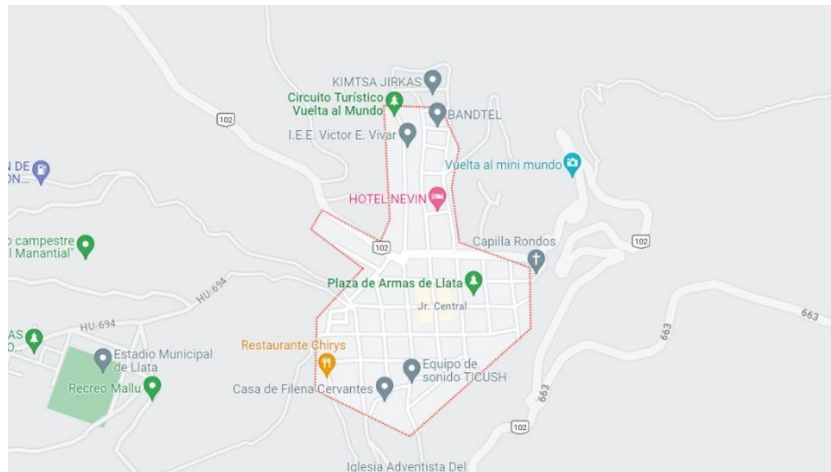 KIMTSA JIRKAS
Circuito Turístico
Vuelta al Mundo
BANDTEL
102
I.E.E. Victor E. Vivar
Vuelta al mini mundo
N DE
ON...
HOTEL NEVIN
102
Capilla Rondos
102
o campestre
l Manantial"
Plaza de Armas de Llata
HU-694
Jr. Central
663
HU-694
663
AS
O...
Restaurante Chirys
Estadio Municipal
de Llata
Equipo de
sonido TICUSH
Recreo Mallu
Casa de Filena Cervantes
663
102
Iglesia Adventista Del